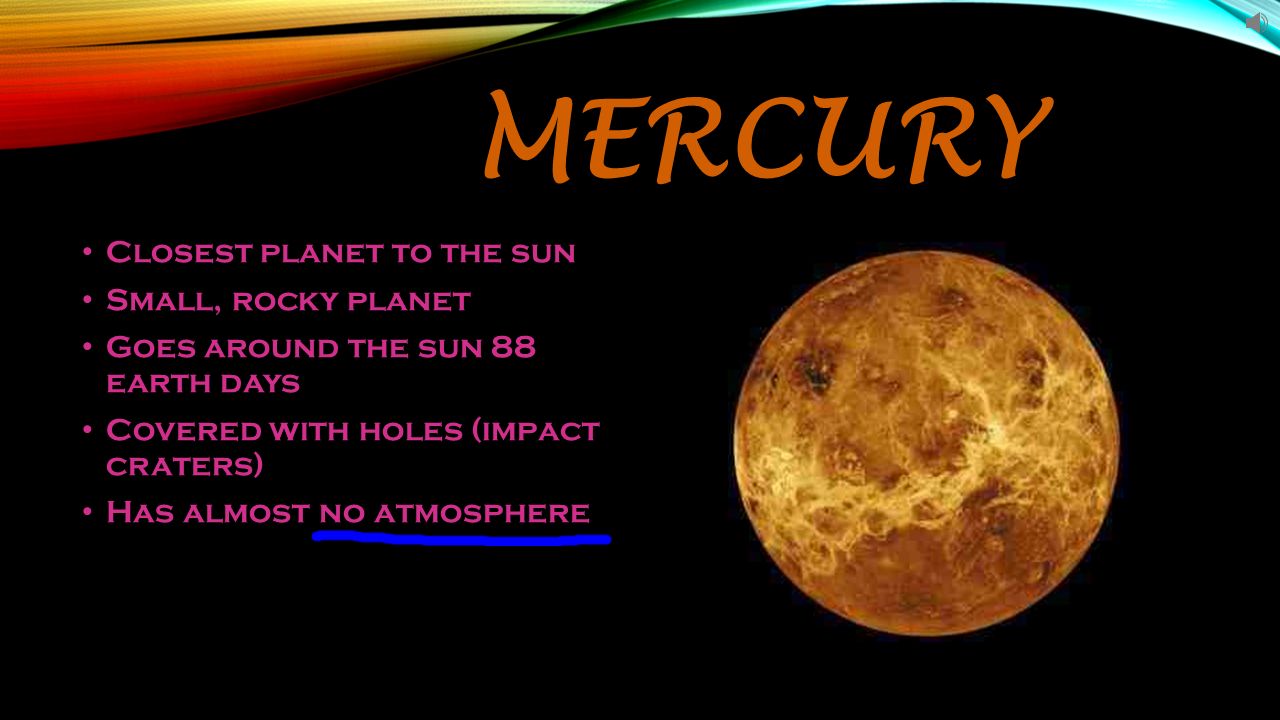 MERCURY
• Closest planet to the sun
• Small, rocky planet
• Goes around the sun 88
earth days
• Covered with holes (impact
craters)
• Has almost no atmosphere